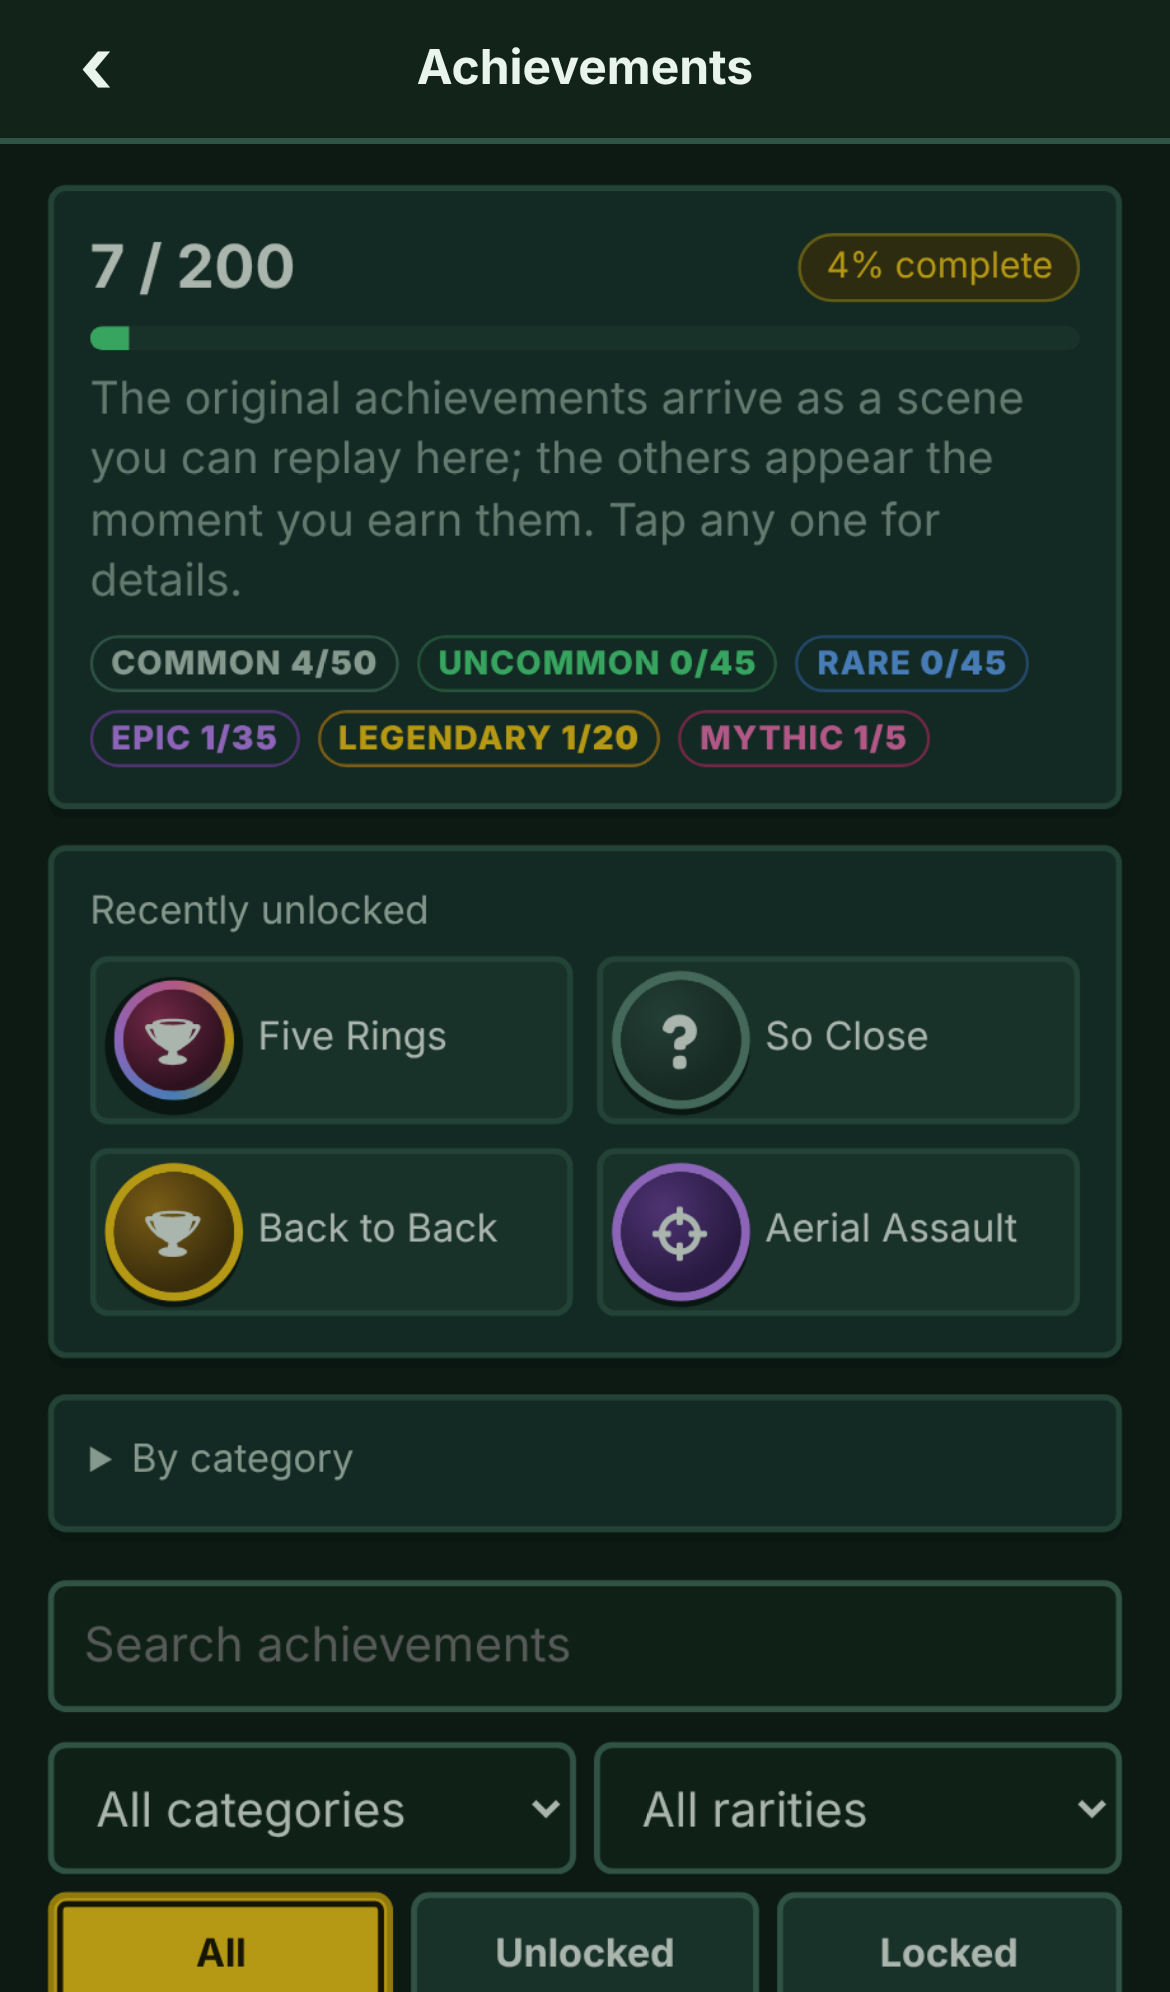 Achievements
7 / 200
4% complete
The original achievements arrive as a scene
you can replay here; the others appear the
moment you earn them. Tap any one for
details.
COMMON 4/50
UNCOMMON 0/45
RARE 0/45
EPIC 1/35
LEGENDARY 1/20
MYTHIC 1/5
Recently unlocked
Five Rings
So Close
Back to Back
Aerial Assault
By category
Search achievements
All categories
All rarities
All
Unlocked
Locked